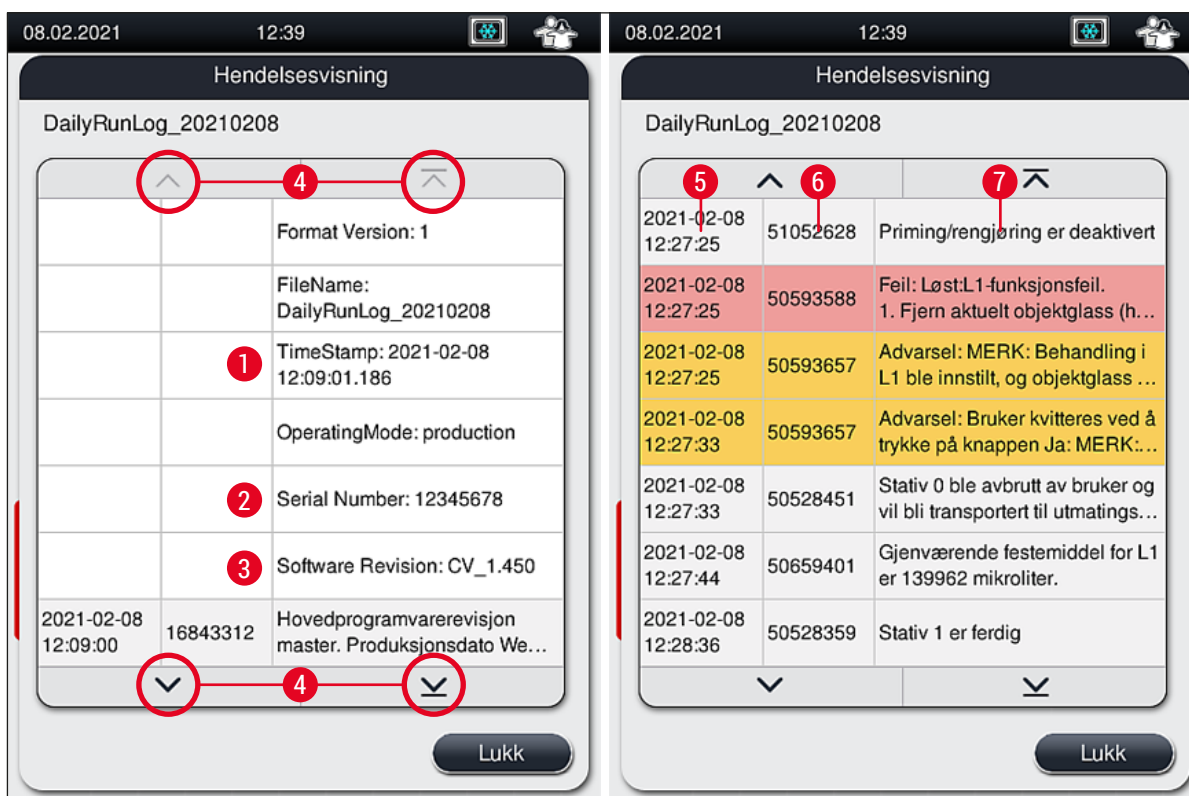 08.02.2021 12:39
Hendelsesvisning
DailyRunLog_20210208
4
Format Version: 1
FileName:
DailyRunLog_20210208
1
TimeStamp: 2021-02-08
12:09:01.186
OperatingMode: production
2
Serial Number: 12345678
3
Software Revision: CV_1.450
2021-02-08
12:09:00
16843312
Hovedprogramvarerevisjon
master. Produksjonsdato We...
4
Lukk
08.02.2021 12:39
Hendelsesvisning
DailyRunLog_20210208
5 6 7
2021-02-08
12:27:25
51052628
Priming/rengjøring er deaktivert
2021-02-08
12:27:25
50593588
Feil: Løst:L1-funksjonsfeil.
1. Fjern aktuelt objektglass (h...
2021-02-08
12:27:25
50593657
Advarsel: MERK: Behandling i
L1 ble innstilt, og objektglass ...
2021-02-08
12:27:33
50593657
Advarsel: Bruker kvitteres ved å
trykke på knappen Ja: MERK:...
2021-02-08
12:27:33
50528451
Stativ 0 ble avbrutt av bruker og
vil bli transportert til utmatings...
2021-02-08
12:27:44
50659401
Gjenværende festemiddel for L1
er 139962 mikroliter.
2021-02-08
12:28:36
50528359
Stativ 1 er ferdig
Lukk